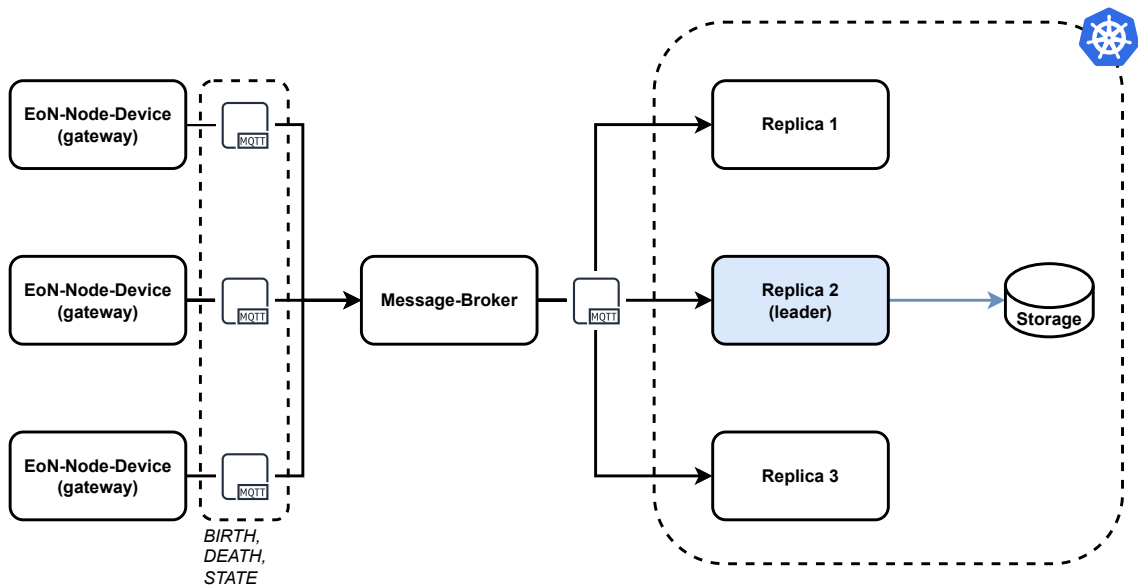 EoN-Node-Device
(gateway)
MQTT
Replica 1
EoN-Node-Device
(gateway)
MQTT
Message-Broker
MQTT
Replica 2
(leader)
Storage
EoN-Node-Device
(gateway)
MQTT
Replica 3
BIRTH,
DEATH,
STATE